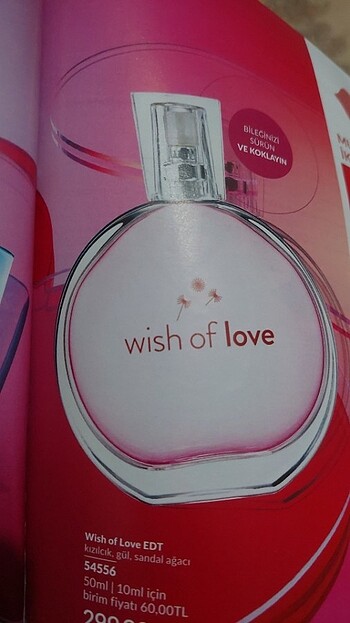 BİLEĞİNİZİ
SÜRÜN
VE KOKLAYIN
wish of love
Wish of Love EDT
kızılcık, gül, sandal ağacı
54556
50ml | 10ml için
birim fiyatı 60,00TL